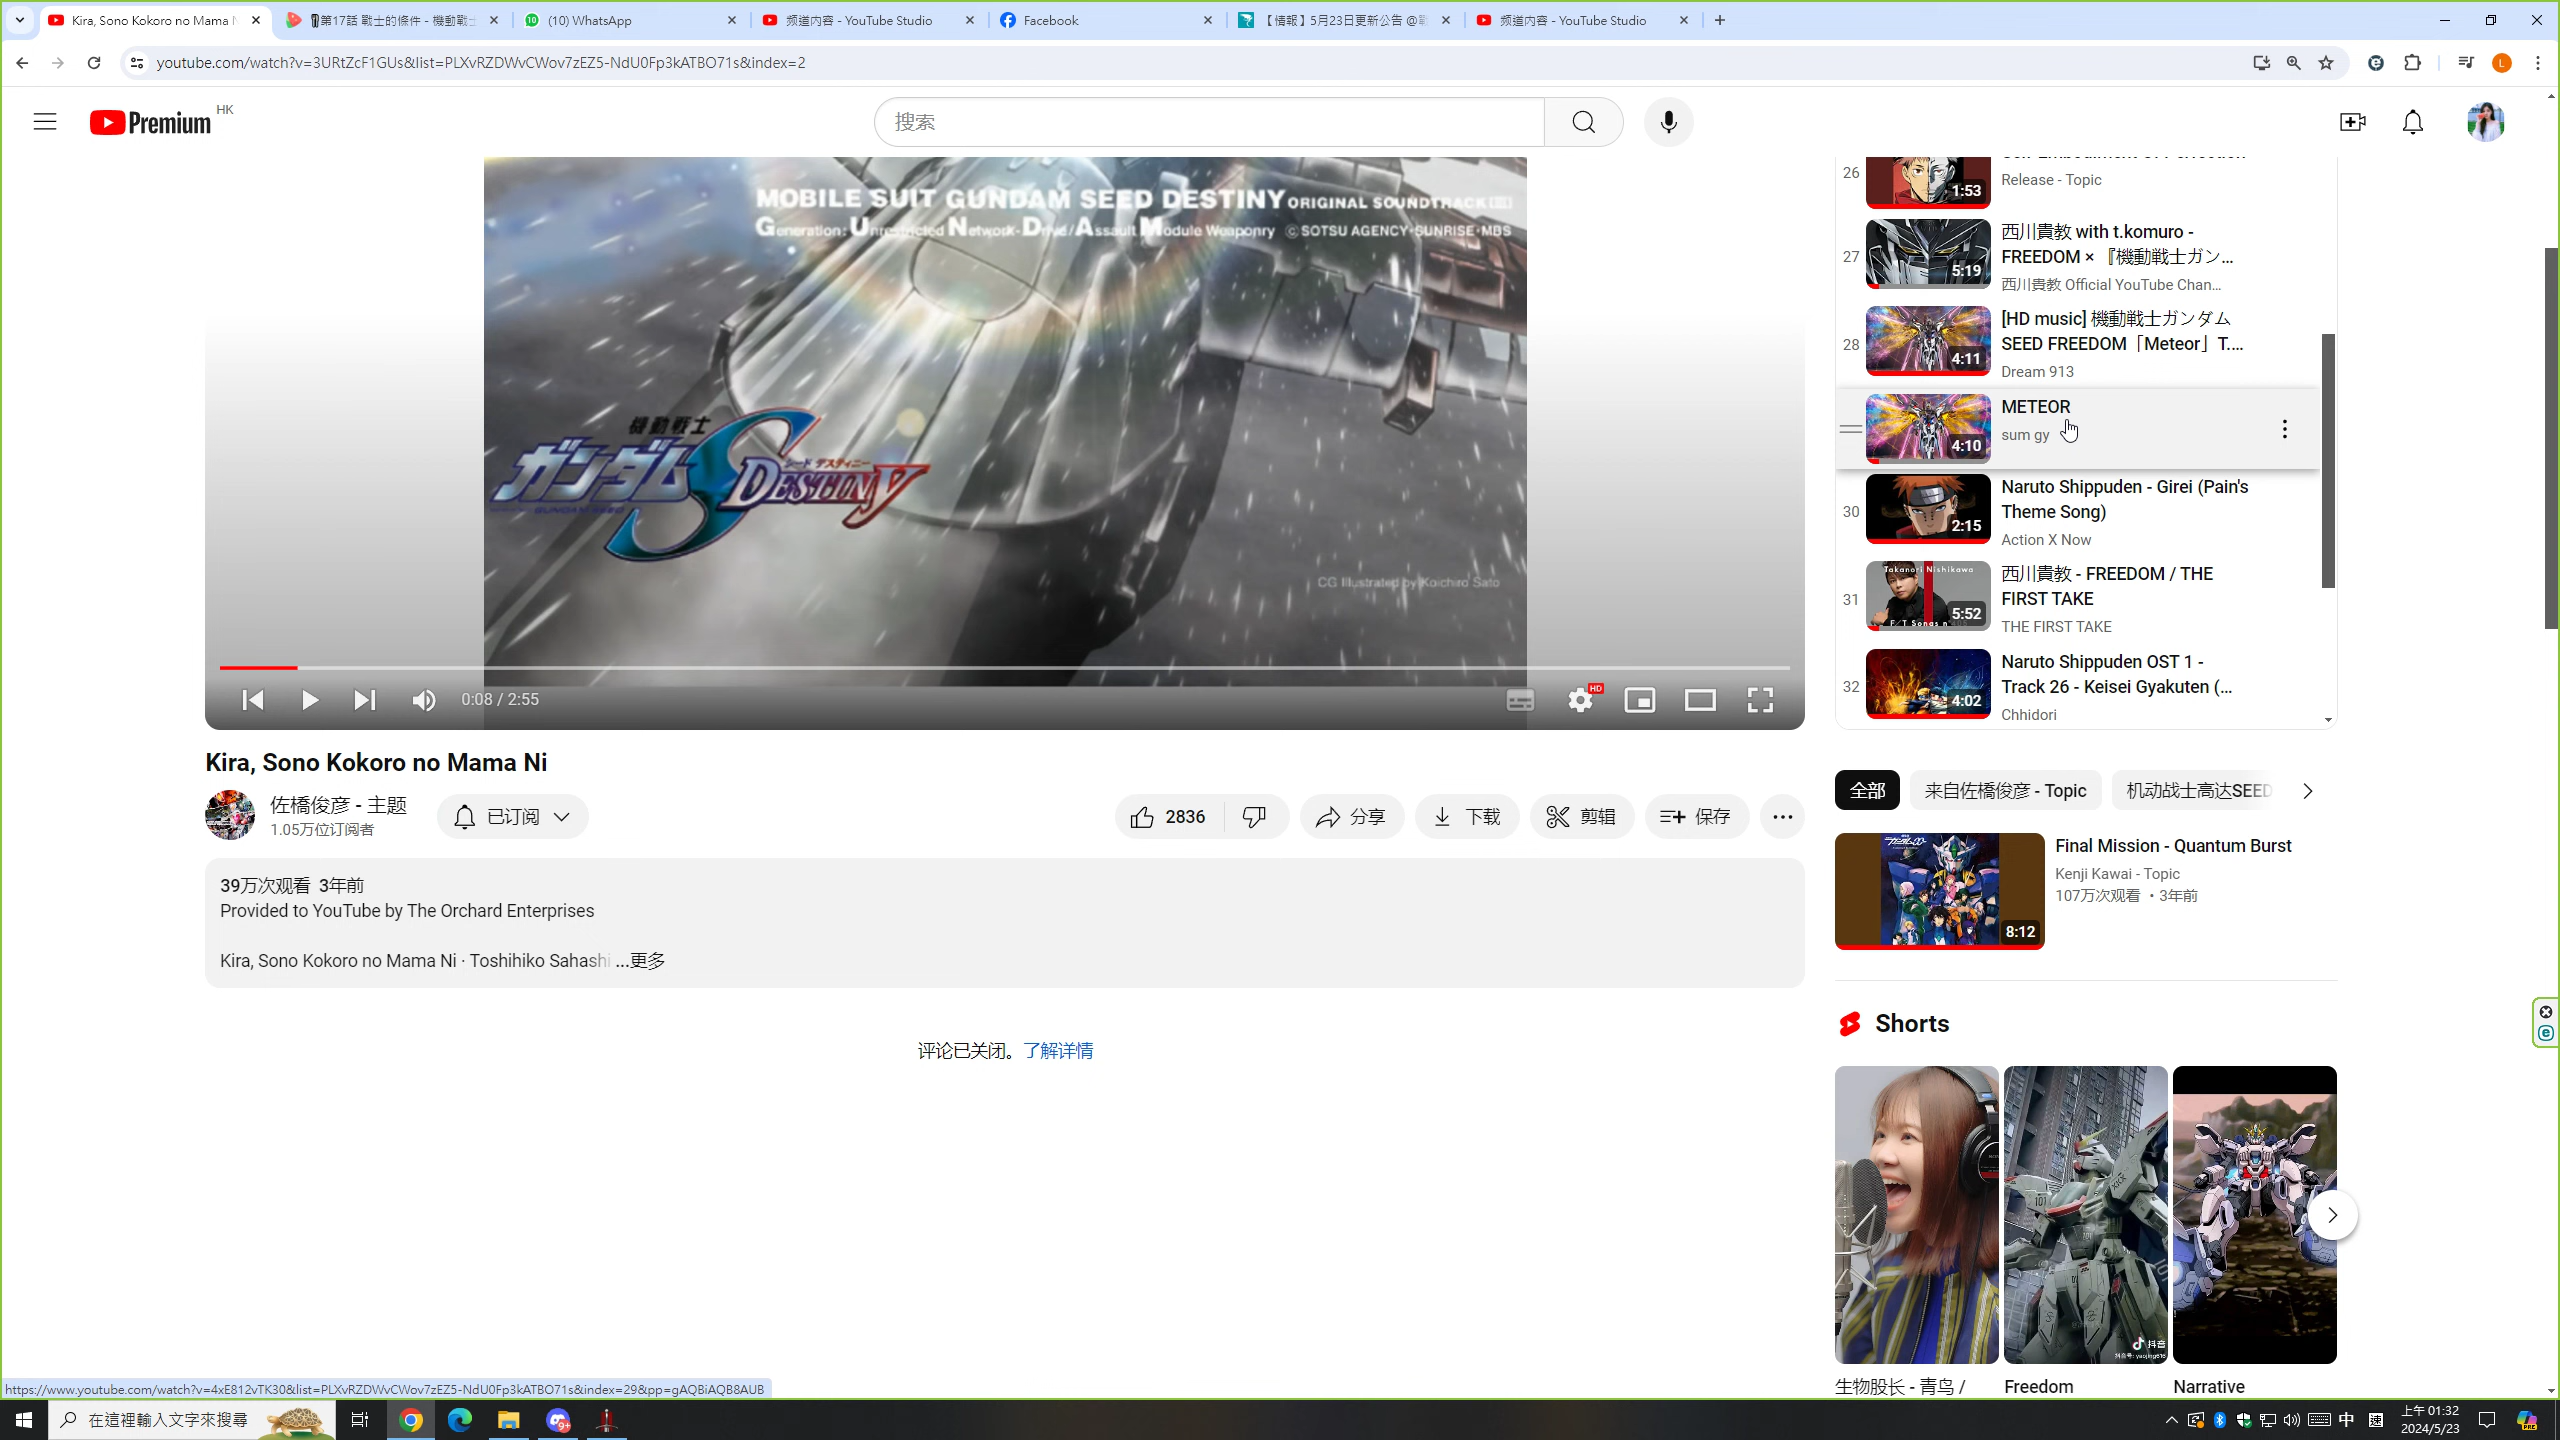 Kira, Sono Kokoro no Mama N
第17話 戰士的條件 - 機動戰士
(10) WhatsApp
频道内容 - YouTube Studio
Facebook
【情報】5月23日更新公告 @
频道内容 - YouTube Studio
youtube.com/watch?v=3URtZcF1GUs&list=PLXvRZDWvCWov7zEZ5-NdU0Fp3kATBO71s&index=2
L
Premium HK
搜索
MOBILE SUIT GUNDAM SEED DESTINY ORIGINAL SOUNDTRACK III
Generation: Unrestricted Network-Drive/Assault Module Weaponry ©SOTSU AGENCY·SUNRISE·MBS
機動戦士
ガンダム SEED DESTINY
シード デスティニー
CG Illustrated by Koichiro Sato
0:08 / 2:55
HD
26
1:53
Release - Topic
27
5:19
西川貴教 with t.komuro -
FREEDOM × 『機動戦士ガン...
西川貴教 Official YouTube Chan...
28
4:11
[HD music] 機動戦士ガンダム
SEED FREEDOM「Meteor」T....
Dream 913
4:10
METEOR
sum gy
30
2:15
Naruto Shippuden - Girei (Pain's
Theme Song)
Action X Now
31
Takanori Nishikawa
5:52
西川貴教 - FREEDOM / THE
FIRST TAKE
THE FIRST TAKE
32
4:02
Naruto Shippuden OST 1 -
Track 26 - Keisei Gyakuten (...
Chhidori
Kira, Sono Kokoro no Mama Ni
佐橋俊彦 - 主题
1.05万位订阅者
已订阅
2836
分享
下载
剪辑
保存
39万次观看 3年前
Provided to YouTube by The Orchard Enterprises
Kira, Sono Kokoro no Mama Ni · Toshihiko Sahashi ...更多
评论已关闭。了解详情
全部
来自佐橋俊彦 - Topic
机动战士高达SEED
8:12
Final Mission - Quantum Burst
Kenji Kawai - Topic
107万次观看 • 3年前
Shorts
抖音
生物股长 - 青鸟 /
Freedom
Narrative
https://www.youtube.com/watch?v=4xE812vTK30&list=PLXvRZDWvCWov7zEZ5-NdU0Fp3kATBO71s&index=29&pp=gAQBiAQB8AUB
在這裡輸入文字來搜尋
9+
中
上午 01:32
2024/5/23